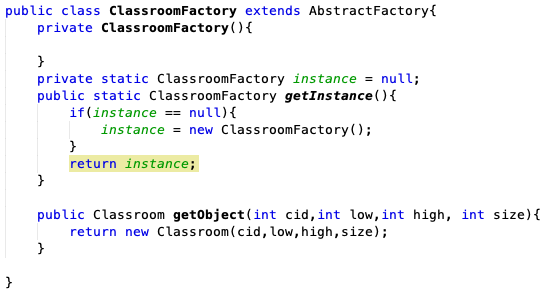 public class ClassroomFactory extends AbstractFactory{
    private ClassroomFactory(){

    }
    private static ClassroomFactory instance = null;
    public static ClassroomFactory getInstance(){
        if(instance == null){
            instance = new ClassroomFactory();
        }
        return instance;
    }

    public Classroom getObject(int cid,int low,int high, int size){
        return new Classroom(cid,low,high,size);
    }

}